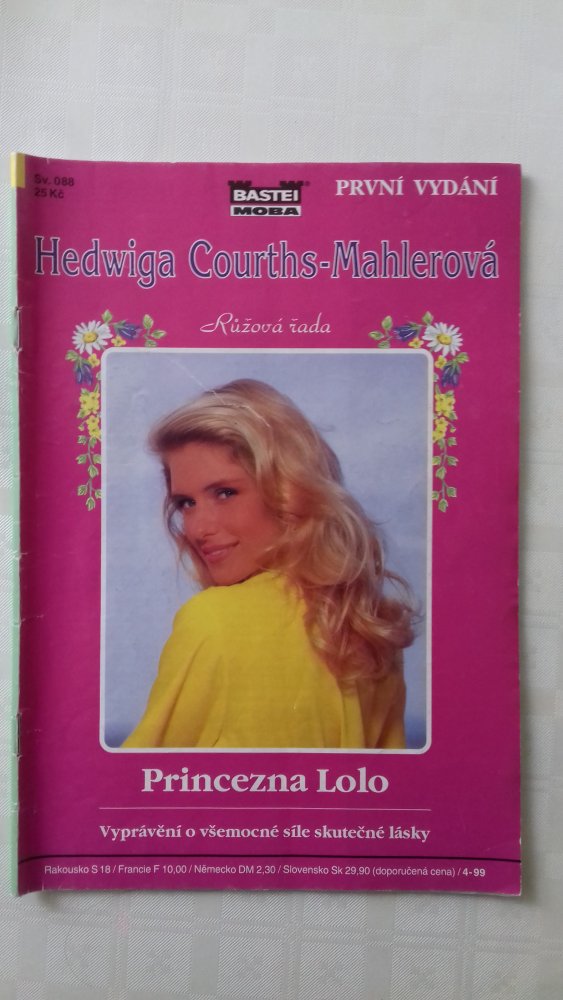 Sv. 088
25 Kč
BASTEI
MOBA
PRVNÍ VYDÁNÍ
Hedwiga Courths-Mahlerová
Růžová řada
Princezna Lolo
Vyprávění o všemocné síle skutečné lásky
Rakousko S 18 / Francie F 10,00 / Německo DM 2,30 / Slovensko Sk 29,90 (doporučená cena) / 4-99